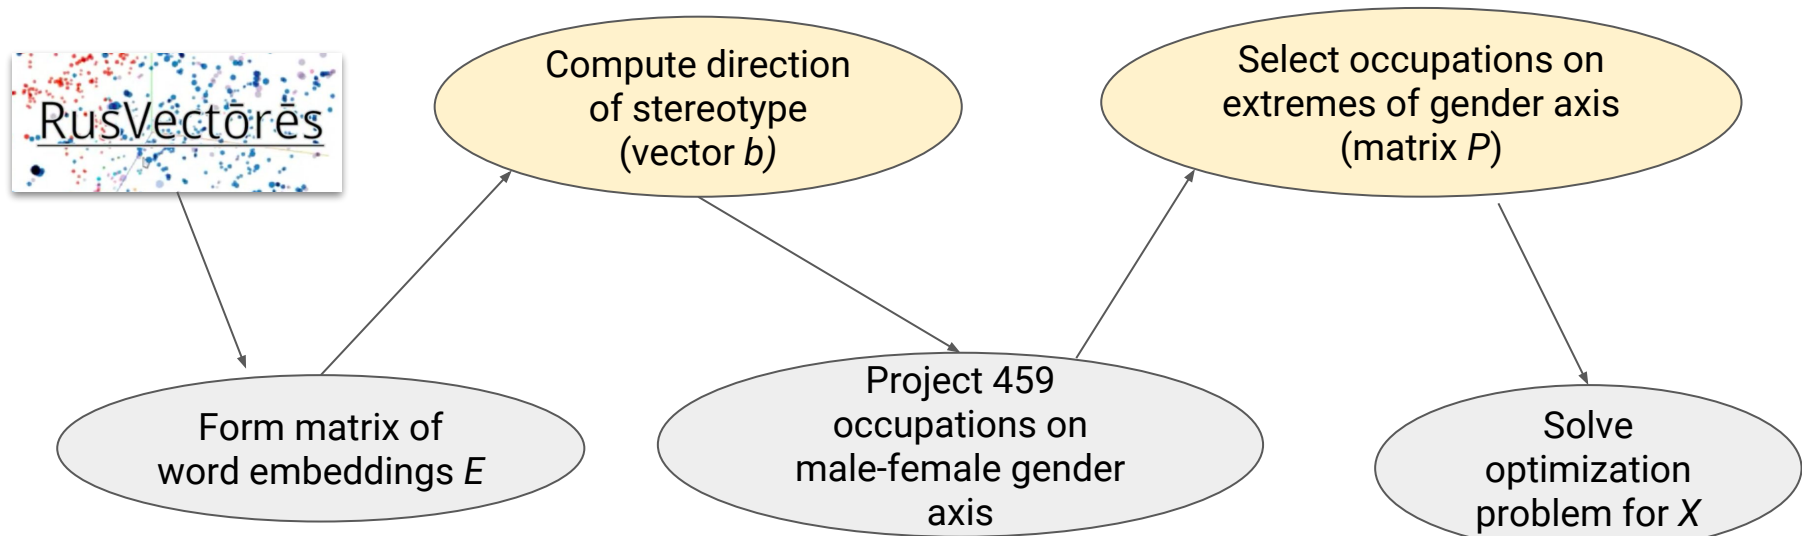 RusVectōrēs
Compute direction
of stereotype
(vector b)
Select occupations on
extremes of gender axis
(matrix P)
Form matrix of
word embeddings E
Project 459
occupations on
male-female gender
axis
Solve
optimization
problem for X